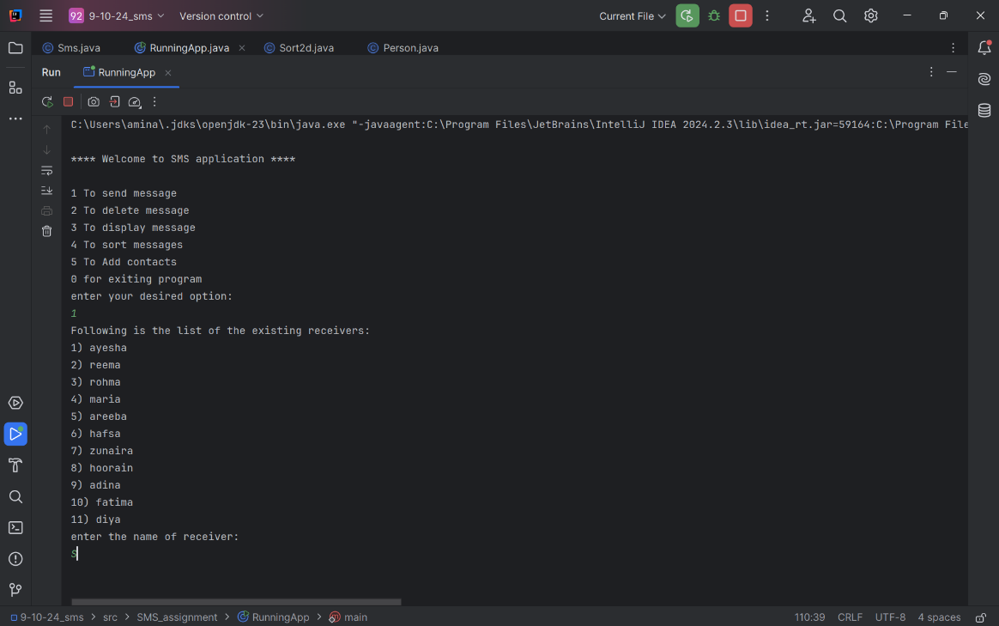 92 9-10-24_sms Version control Current File
Sms.java RunningApp.java Sort2d.java Person.java
Run RunningApp
C:\Users\amina\.jdks\openjdk-23\bin\java.exe "-javaagent:C:\Program Files\JetBrains\IntelliJ IDEA 2024.2.3\lib\idea_rt.jar=59164:C:\Program File
**** Welcome to SMS application ****
1 To send message
2 To delete message
3 To display message
4 To sort messages
5 To Add contacts
0 for exiting program
enter your desired option:
1
Following is the list of the existing receivers:
1) ayesha
2) reema
3) rohma
4) maria
5) areeba
6) hafsa
7) zunaira
8) hoorain
9) adina
10) fatima
11) diya
enter the name of receiver:
S
9-10-24_sms > src > SMS_assignment > RunningApp > main 110:39 CRLF UTF-8 4 spaces